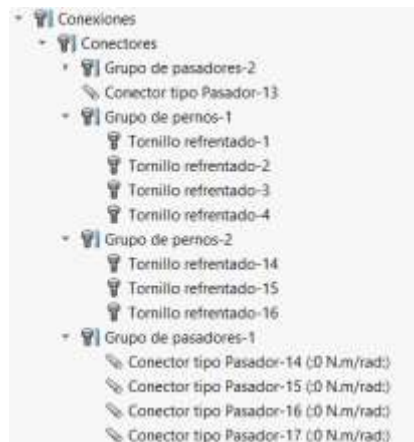 Conexiones
Conectores
Grupo de pasadores-2
Conector tipo Pasador-13
Grupo de pernos-1
Tornillo refrentado-1
Tornillo refrentado-2
Tornillo refrentado-3
Tornillo refrentado-4
Grupo de pernos-2
Tornillo refrentado-14
Tornillo refrentado-15
Tornillo refrentado-16
Grupo de pasadores-1
Conector tipo Pasador-14 (:0 N.m/rad:)
Conector tipo Pasador-15 (:0 N.m/rad:)
Conector tipo Pasador-16 (:0 N.m/rad:)
Conector tipo Pasador-17 (:0 N.m/rad:)